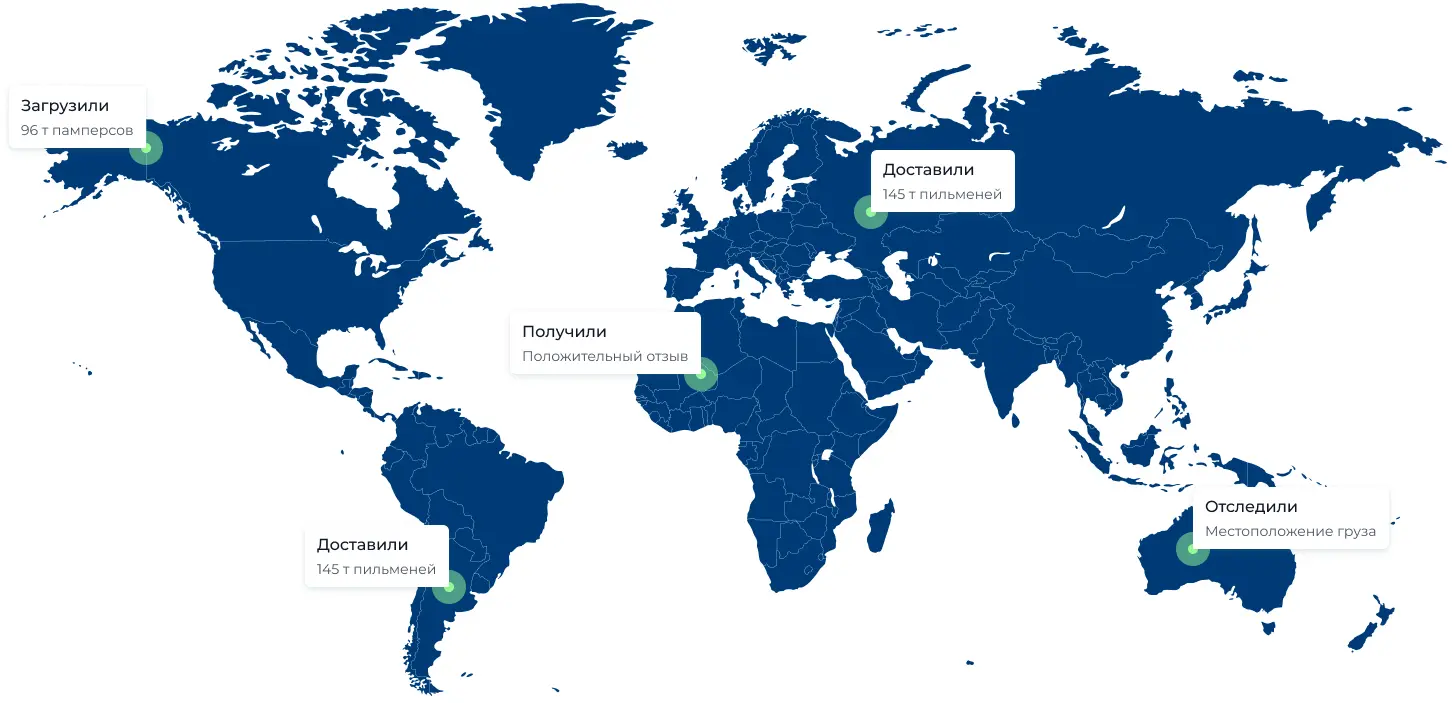 Загрузили
96 т памперсов
Доставили
145 т пильменей
Получили
Положительный отзыв
Отследили
Местоположение груза
Доставили
145 т пильменей